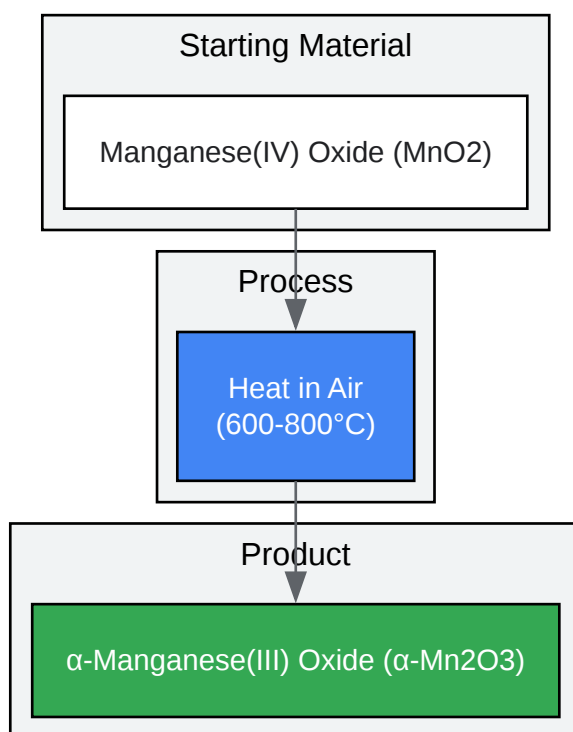 Starting Material
Manganese(IV) Oxide (MnO2)
Process
Heat in Air
(600-800°C)
Product
α-Manganese(III) Oxide (α-Mn2O3)